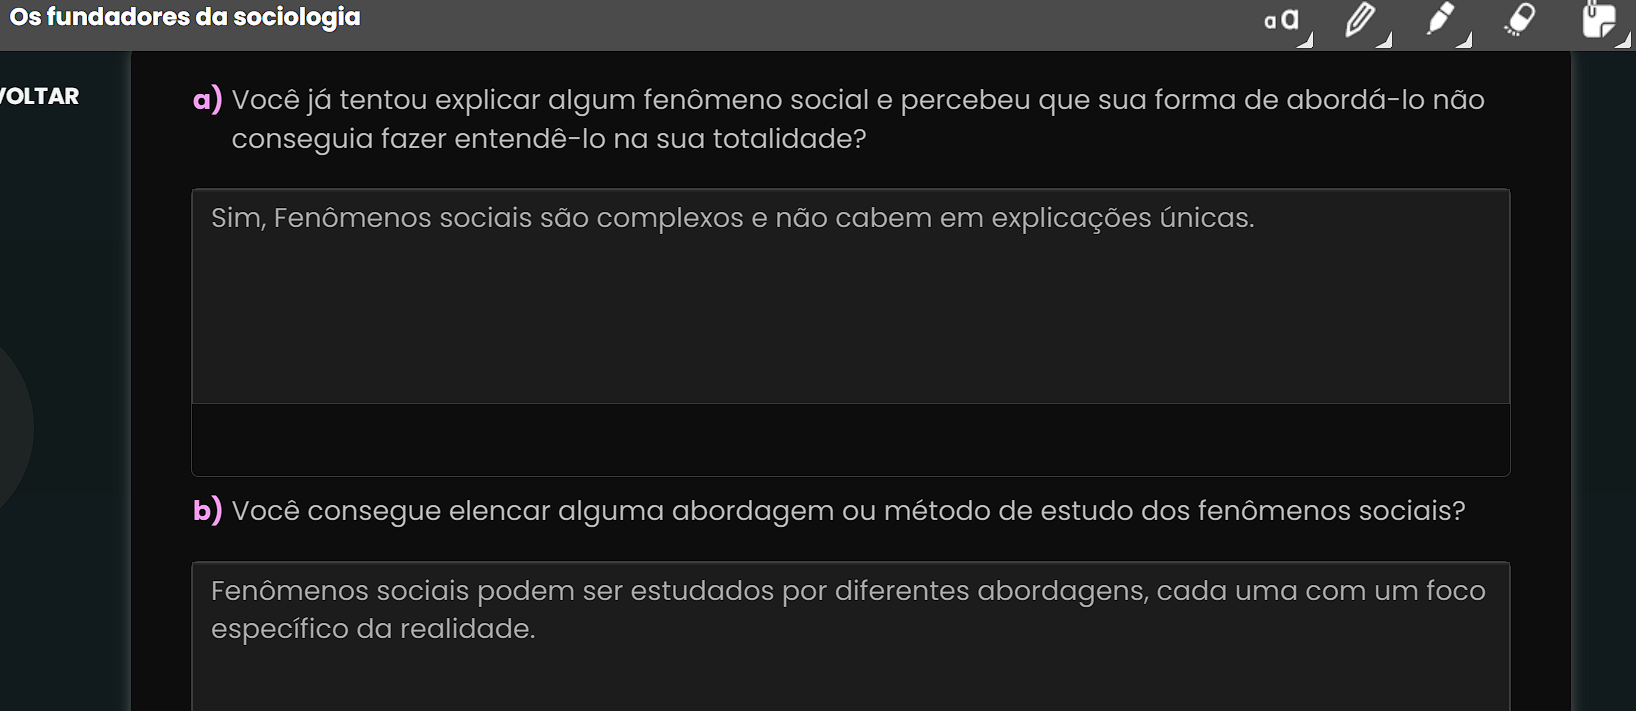 Os fundadores da sociologia
aa
VOLTAR
a) Você já tentou explicar algum fenômeno social e percebeu que sua forma de abordá-lo não
conseguia fazer entendê-lo na sua totalidade?
Sim, Fenômenos sociais são complexos e não cabem em explicações únicas.
b) Você consegue elencar alguma abordagem ou método de estudo dos fenômenos sociais?
Fenômenos sociais podem ser estudados por diferentes abordagens, cada uma com um foco
específico da realidade.